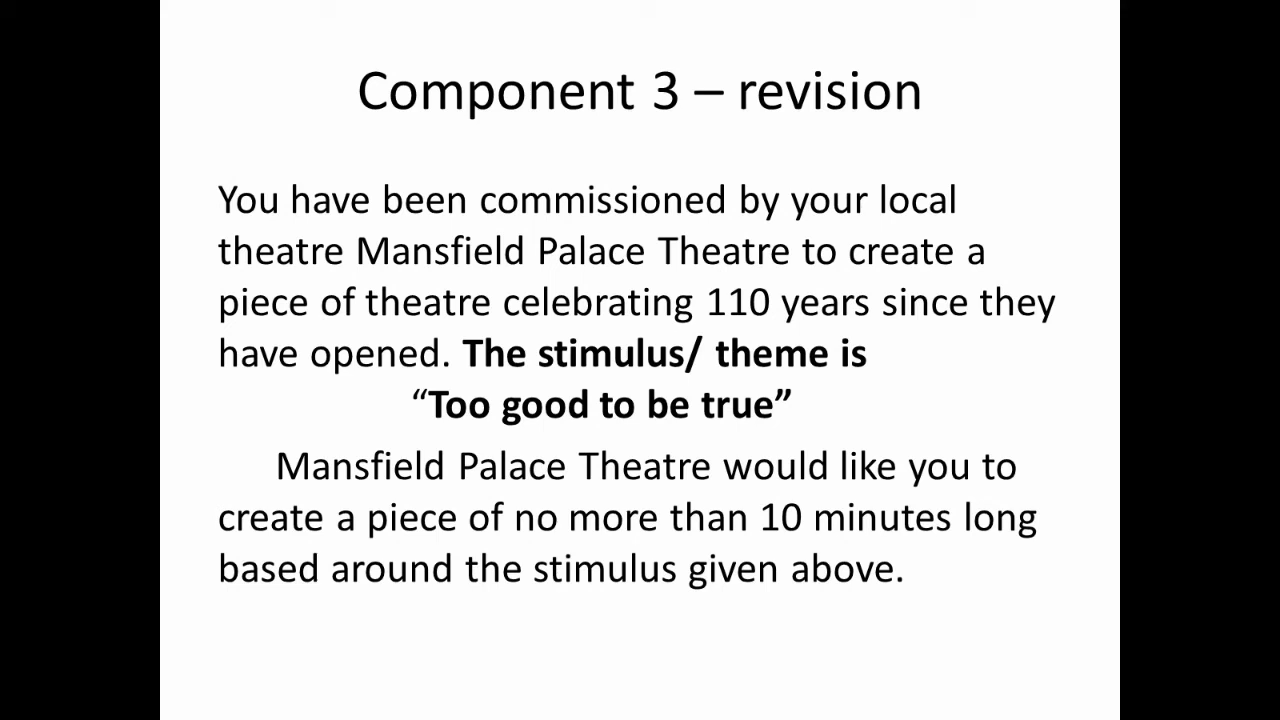 Component 3 – revision
You have been commissioned by your local
theatre Mansfield Palace Theatre to create a
piece of theatre celebrating 110 years since they
have opened. The stimulus/ theme is
“Too good to be true”
Mansfield Palace Theatre would like you to
create a piece of no more than 10 minutes long
based around the stimulus given above.